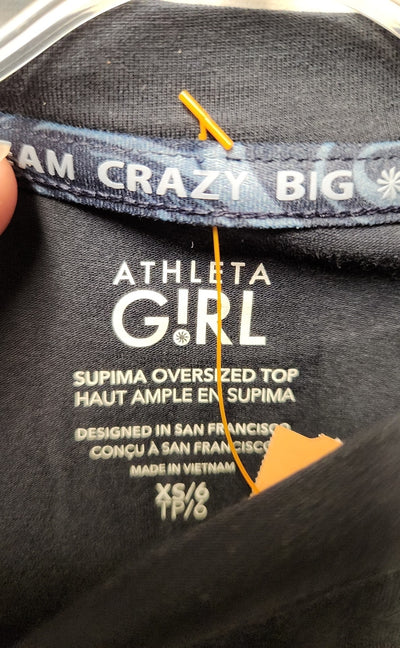 AM CRAZY BIG
ATHLETA
G!RL
SUPIMA OVERSIZED TOP
HAUT AMPLE EN SUPIMA
DESIGNED IN SAN FRANCISCO
CONÇU À SAN FRANCISCO
MADE IN VIETNAM
XS/6
TP/6